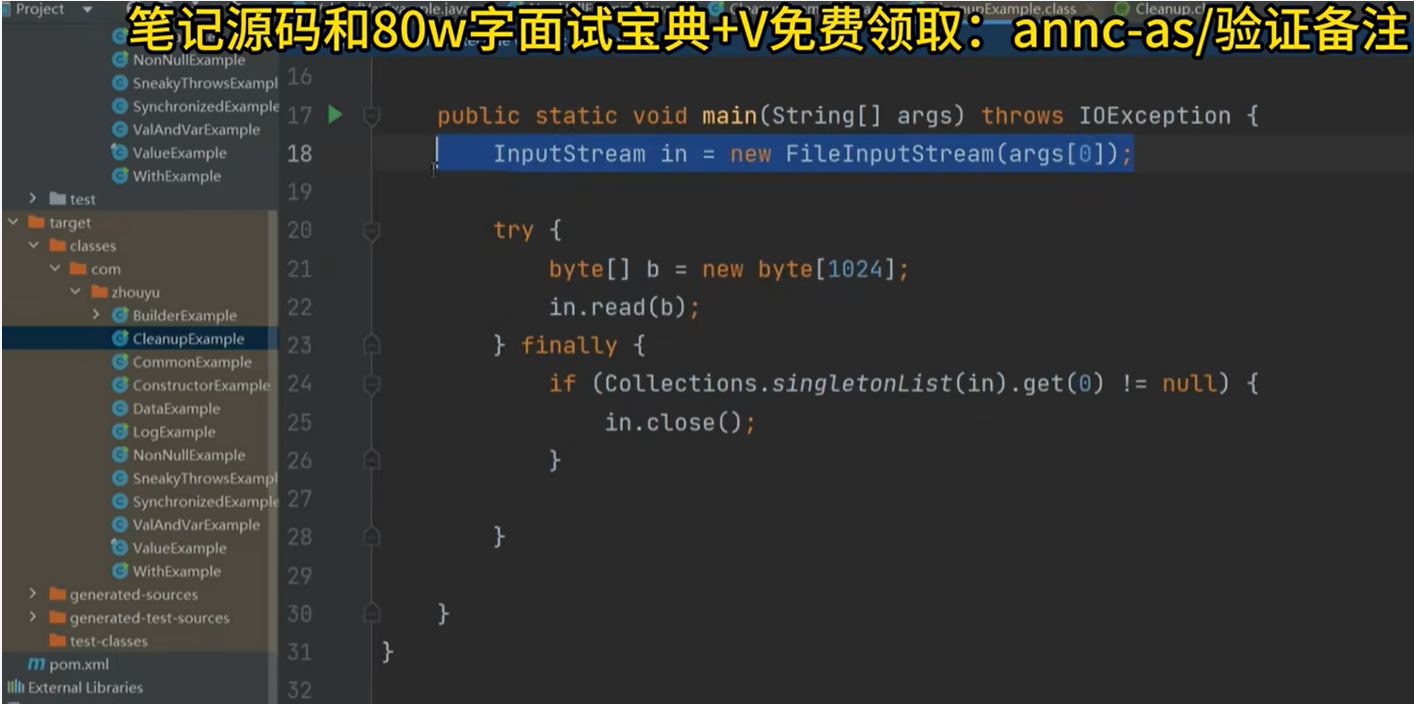 Project
笔记源码和80w字面试宝典+V免费领取：annc-as/验证备注
NonNullExample
SneakyThrowsExampl
SynchronizedExample
ValAndVarExample
ValueExample
WithExample
test
target
classes
com
zhouyu
BuilderExample
CleanupExample
CommonExample
ConstructorExample
DataExample
LogExample
NonNullExample
SneakyThrowsExampl
SynchronizedExample
ValAndVarExample
ValueExample
WithExample
generated-sources
generated-test-sources
test-classes
pom.xml
External Libraries
16
17 public static void main(String[] args) throws IOException {
18 InputStream in = new FileInputStream(args[0]);
19
20 try {
21 byte[] b = new byte[1024];
22 in.read(b);
23 } finally {
24 if (Collections.singletonList(in).get(0) != null) {
25 in.close();
26 }
27
28 }
29
30 }
31 }
32